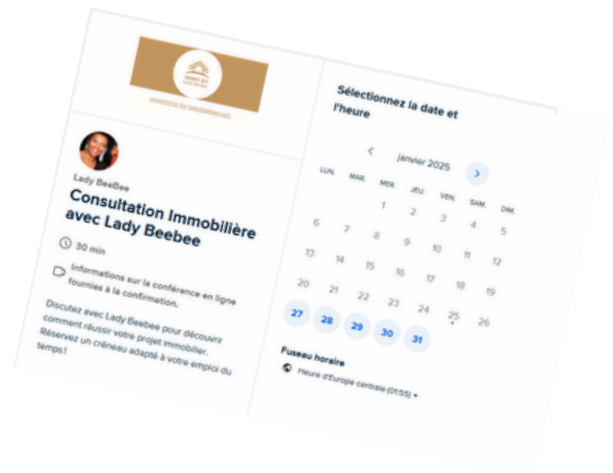 Lady BeeBee
Consultation Immobilière
avec Lady Beebee
30 min
Informations sur la conférence en ligne
fournies à la confirmation.
Discutez avec Lady Beebee pour découvrir
comment réussir votre projet immobilier.
Réservez un créneau adapté à votre emploi du
temps !
Sélectionnez la date et
l'heure
janvier 2025
LUN. MAR. MER. JEU. VEN. SAM. DIM.
1 2 3 4 5
6 7 8 9 10 11 12
13 14 15 16 17 18 19
20 21 22 23 24 25 26
27 28 29 30 31
Fuseau horaire
Heure d'Europe centrale (01:55)